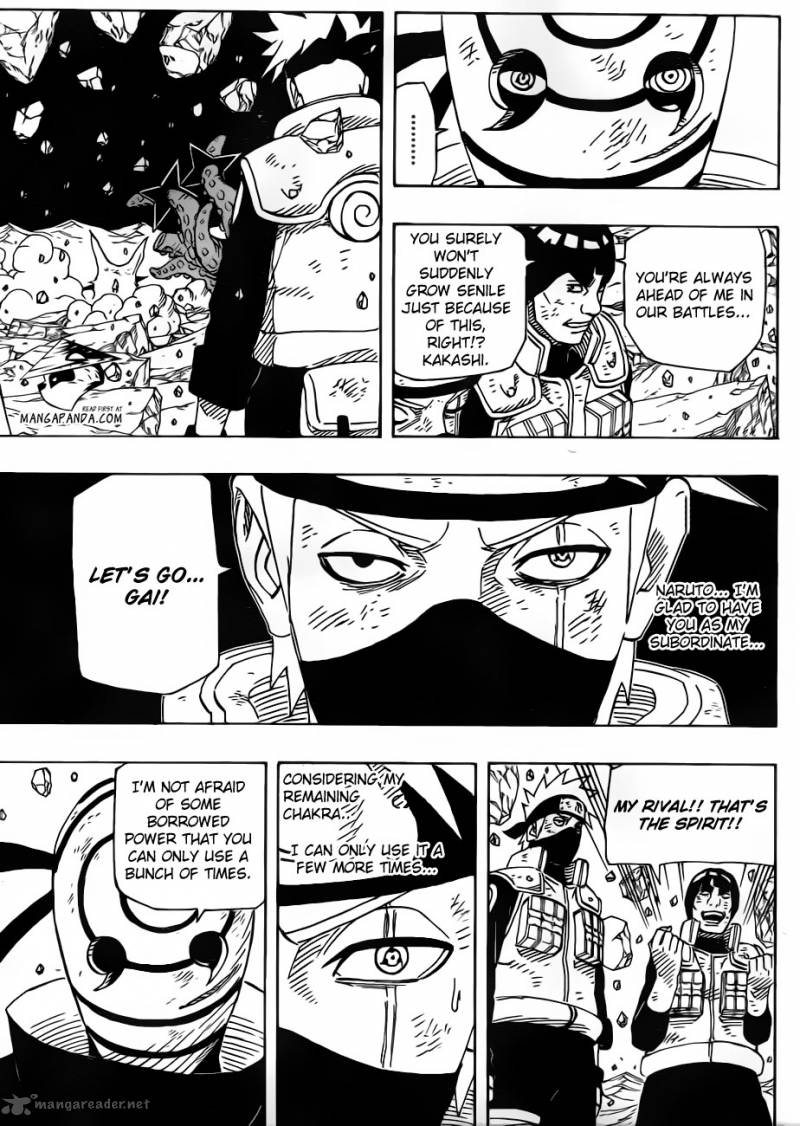 .........
YOU'RE ALWAYS
AHEAD OF ME IN
OUR BATTLES...
YOU SURELY
WON'T
SUDDENLY
GROW SENILE
JUST BECAUSE
OF THIS,
RIGHT!?
KAKASHI.
READ FIRST AT
MANGAPANDA.COM
NARUTO... I'M
GLAD TO HAVE
YOU AS MY
SUBORDINATE...
LET'S GO...
GAI!
MY RIVAL!! THAT'S
THE SPIRIT!!
CONSIDERING MY
REMAINING
CHAKRA...
I CAN ONLY USE IT A
FEW MORE TIMES...
I'M NOT AFRAID
OF SOME
BORROWED
POWER THAT YOU
CAN ONLY USE A
BUNCH OF TIMES.
mangareader.net